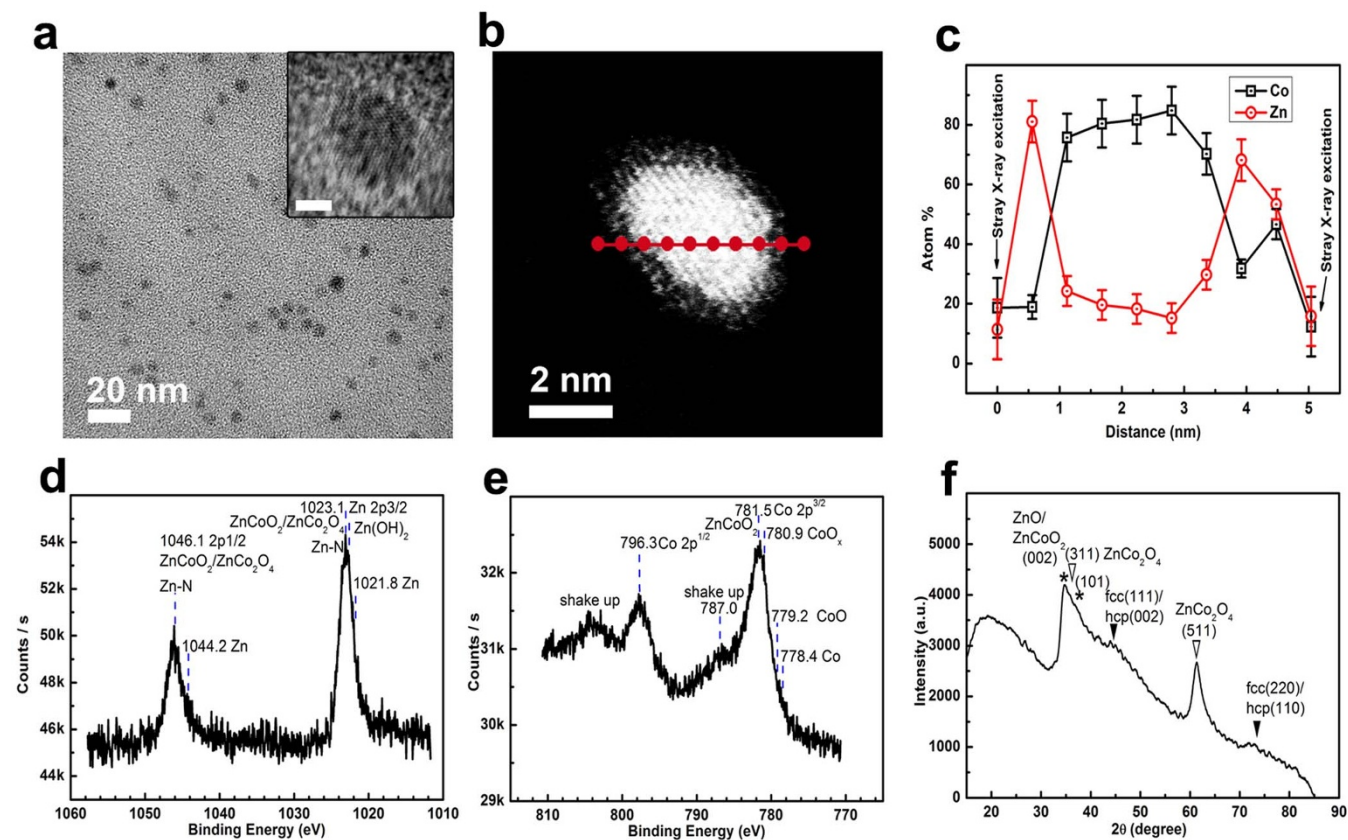 a
20 nm
b
2 nm
c
Co
Zn
Stray X-ray excitation
Stray X-ray excitation
Atom %
80
60
40
20
0
0 1 2 3 4 5
Distance (nm)
d
1023.1 Zn 2p3/2
ZnCoO2/ZnCo2O4
Zn(OH)2
Zn-N
1046.1 2p1/2
ZnCoO2/ZnCo2O4
Zn-N
1021.8 Zn
1044.2 Zn
Counts / s
54k
52k
50k
48k
46k
44k
1060 1050 1040 1030 1020 1010
Binding Energy (eV)
e
781.5 Co 2p3/2
ZnCoO2
780.9 CoOx
796.3Co 2p1/2
shake up
shake up
787.0
779.2 CoO
778.4 Co
Counts / s
32k
31k
30k
29k
810 800 790 780 770
Binding Energy (eV)
f
ZnO/
ZnCoO2
(002)
(311) ZnCo2O4
* * (101)
fcc(111)/
hcp(002)
ZnCo2O4
(511)
fcc(220)/
hcp(110)
Intensity (a.u.)
5000
4000
3000
2000
1000
0
20 30 40 50 60 70 80 90
2θ (degree)